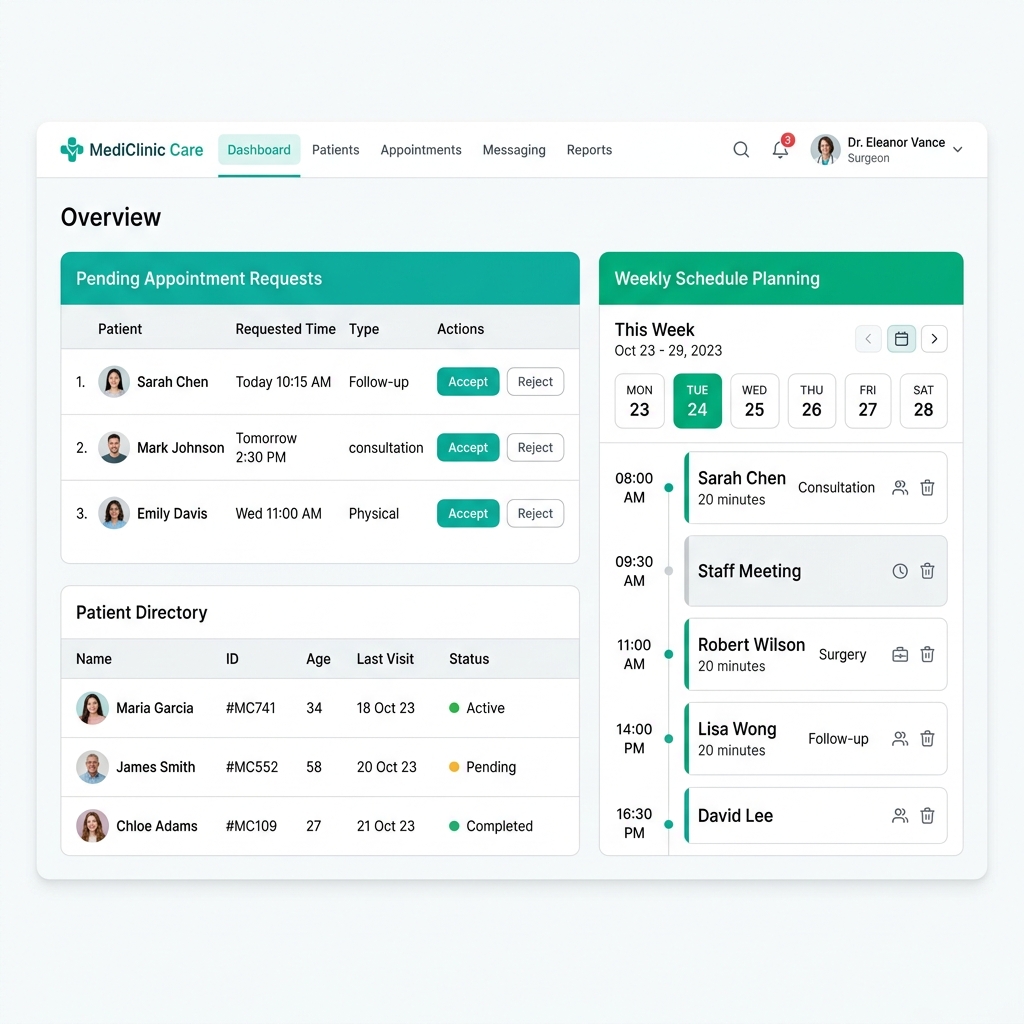 MediClinic Care
Dashboard
Patients
Appointments
Messaging
Reports
3
Dr. Eleanor Vance
Surgeon
Overview
Pending Appointment Requests
Patient Requested Time Type Actions
1. Sarah Chen Today 10:15 AM Follow-up Accept Reject
2. Mark Johnson Tomorrow
2:30 PM consultation Accept Reject
3. Emily Davis Wed 11:00 AM Physical Accept Reject
Patient Directory
Name ID Age Last Visit Status
Maria Garcia #MC741 34 18 Oct 23 Active
James Smith #MC552 58 20 Oct 23 Pending
Chloe Adams #MC109 27 21 Oct 23 Completed
Weekly Schedule Planning
This Week
Oct 23 - 29, 2023
MON TUE WED THU FRI SAT
23 24 25 26 27 28
08:00
AM
Sarah Chen
20 minutes
Consultation
09:30
AM
Staff Meeting
11:00
AM
Robert Wilson
20 minutes
Surgery
14:00
PM
Lisa Wong
20 minutes
Follow-up
16:30
PM
David Lee